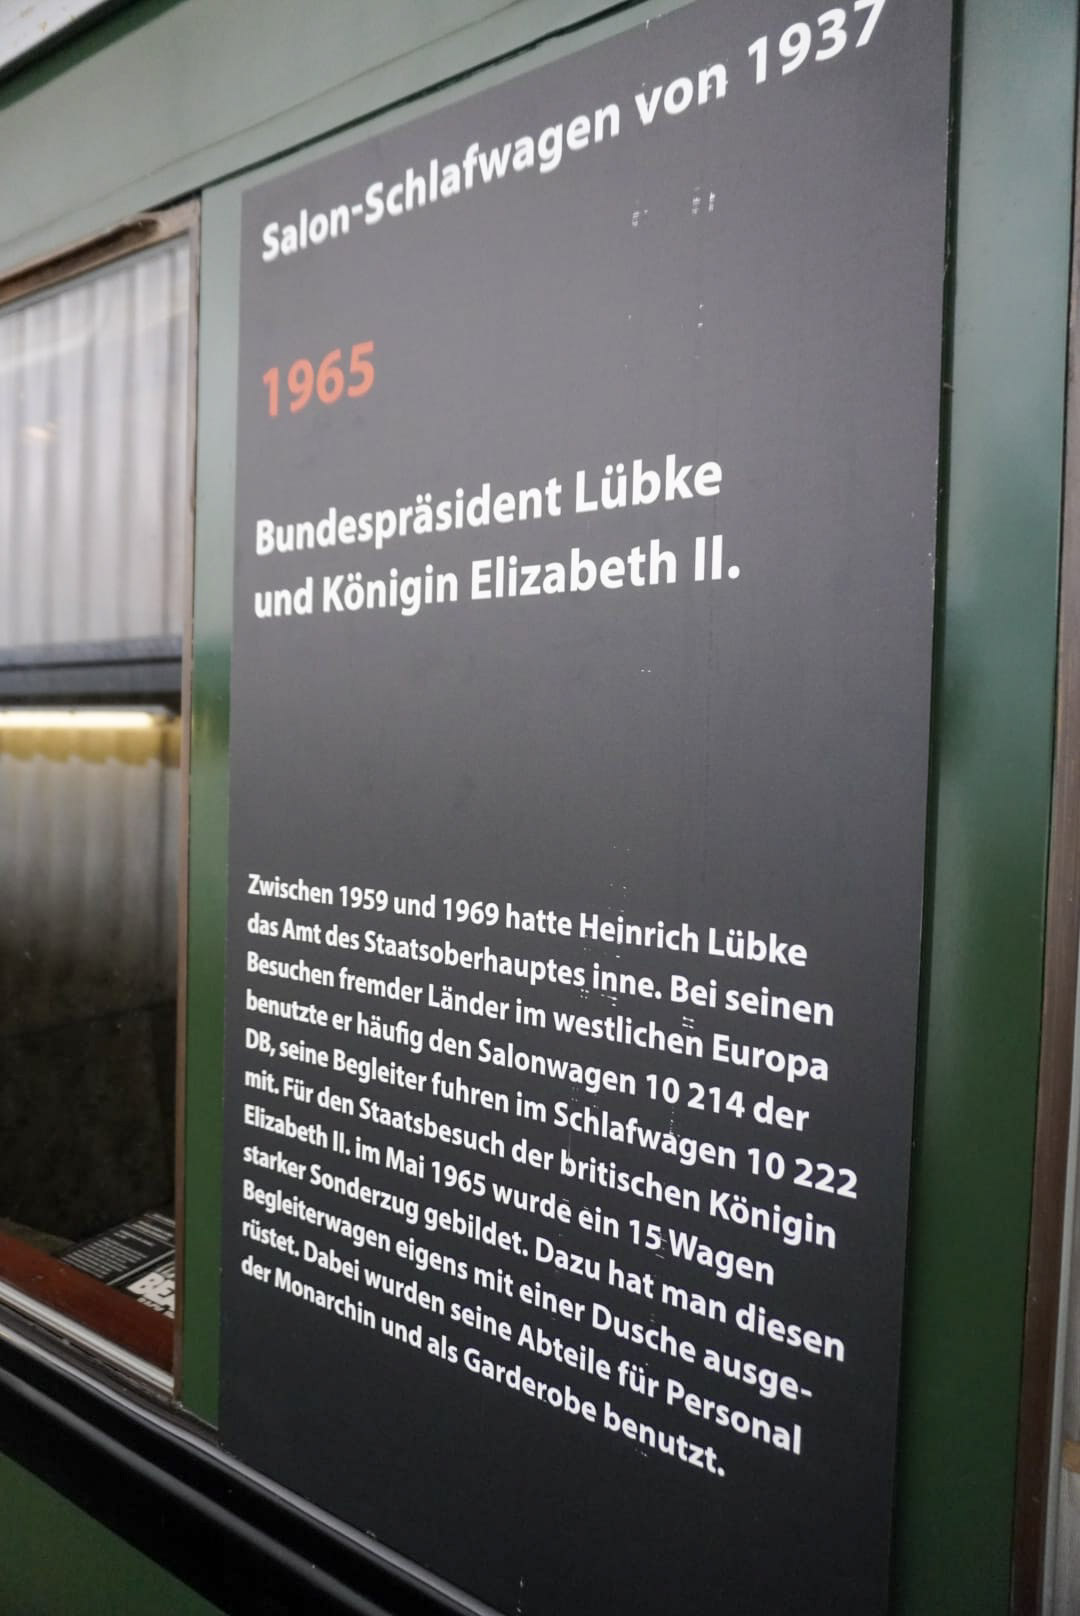 Salon-Schlafwagen von 1937
1965
Bundespräsident Lübke
und Königin Elizabeth II.
Zwischen 1959 und 1969 hatte Heinrich Lübke
das Amt des Staatsoberhauptes inne. Bei seinen
Besuchen fremder Länder im westlichen Europa
benutzte er häufig den Salonwagen 10 214 der
DB, seine Begleiter fuhren im Schlafwagen 10 222
mit. Für den Staatsbesuch der britischen Königin
Elizabeth II. im Mai 1965 wurde ein 15 Wagen
starker Sonderzug gebildet. Dazu hat man diesen
Begleiterwagen eigens mit einer Dusche ausge-
rüstet. Dabei wurden seine Abteile für Personal
der Monarchin und als Garderobe benutzt.